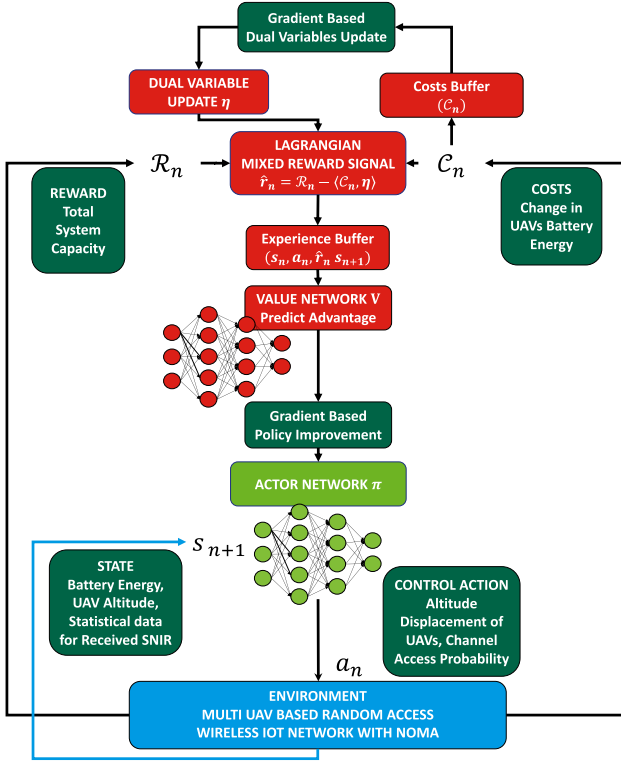 Gradient Based
Dual Variables Update
DUAL VARIABLE
UPDATE η
Costs Buffer
(𝒞ₙ)
ℛₙ
LAGRANGIAN
MIXED REWARD SIGNAL
r̂ₙ = ℛₙ − ⟨𝒞ₙ, η⟩
𝒞ₙ
REWARD
Total
System
Capacity
COSTS
Change in
UAVs Battery
Energy
Experience Buffer
(sₙ, aₙ, r̂ₙ sₙ₊₁)
VALUE NETWORK V
Predict Advantage
Gradient Based
Policy Improvement
ACTOR NETWORK π
sₙ₊₁
STATE
Battery Energy,
UAV Altitude,
Statistical data
for Received SNIR
CONTROL ACTION
Altitude
Displacement of
UAVs, Channel
Access Probability
aₙ
ENVIRONMENT
MULTI UAV BASED RANDOM ACCESS
WIRELESS IOT NETWORK WITH NOMA